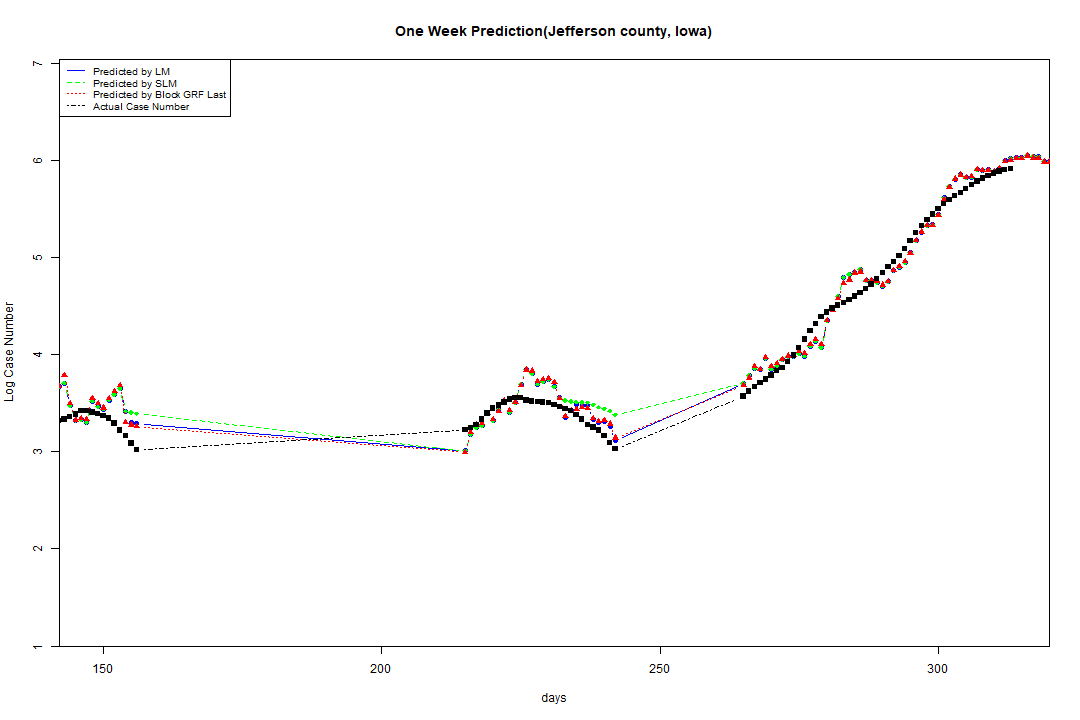 One Week Prediction(Jefferson county, Iowa)
Predicted by LM
Predicted by SLM
Predicted by Block GRF Last
Actual Case Number
7
6
5
4
3
2
1
Log Case Number
150
200
250
300
days